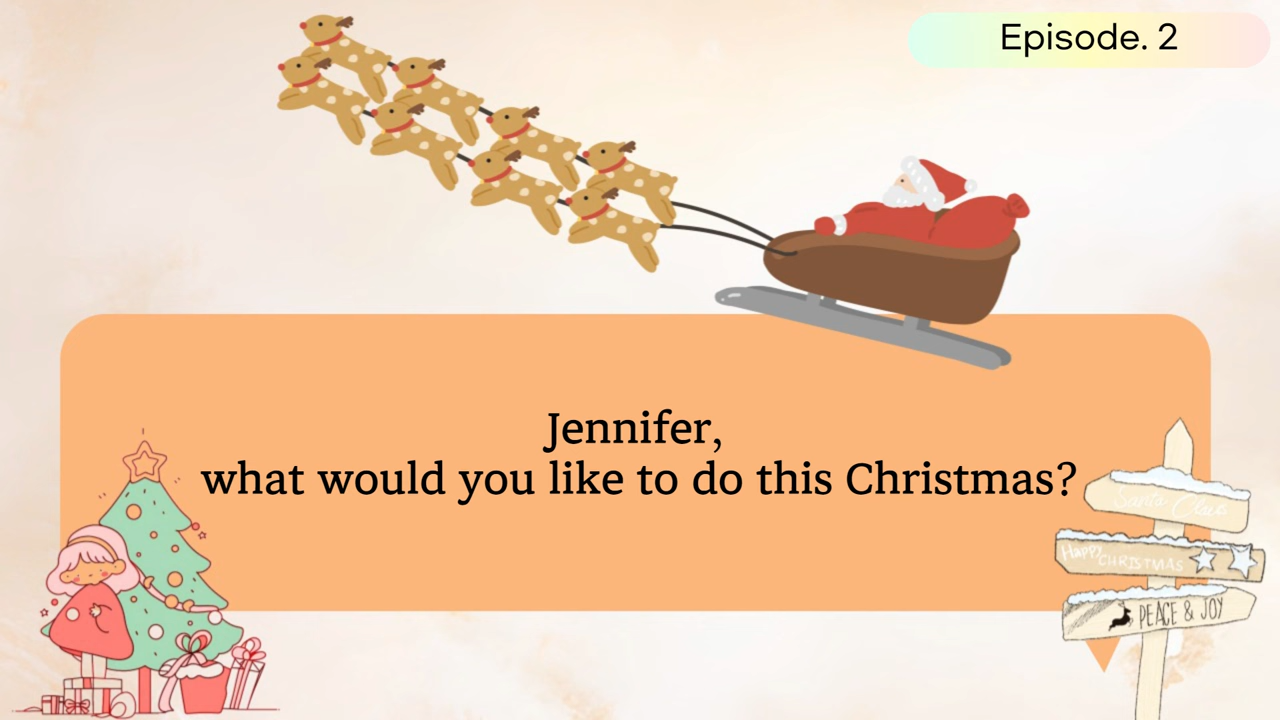 Episode. 2
Jennifer,
what would you like to do this Christmas?
Santa Claus
Happy
CHRISTMAS
PEACE & JOY